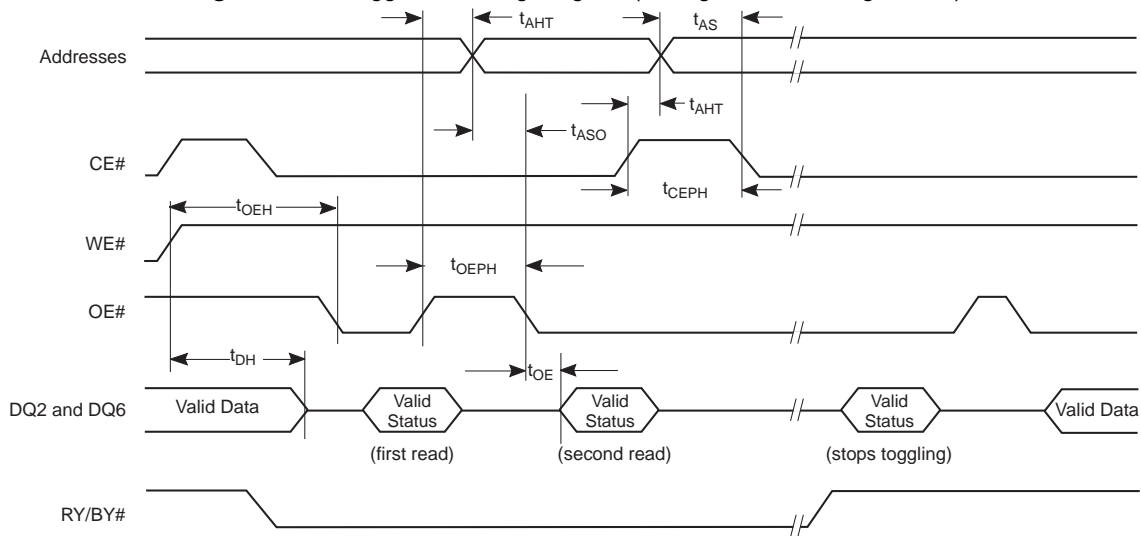 tAHT
tAS
Addresses
tAHT
tASO
CE#
tCEPH
tOEH
WE#
tOEPH
OE#
tDH
tOE
DQ2 and DQ6
Valid Data
Valid
Status
Valid
Status
Valid
Status
Valid Data
(first read)
(second read)
(stops toggling)
RY/BY#